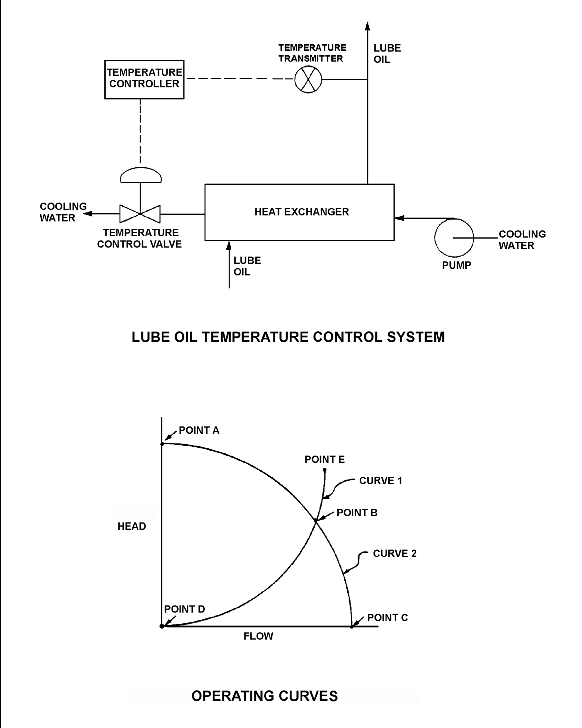 TEMPERATURE
TRANSMITTER
LUBE
OIL
TEMPERATURE
CONTROLLER
COOLING
WATER
TEMPERATURE
CONTROL VALVE
HEAT EXCHANGER
COOLING
WATER
PUMP
LUBE
OIL
LUBE OIL TEMPERATURE CONTROL SYSTEM
POINT A
POINT E
CURVE 1
POINT B
HEAD
CURVE 2
POINT D
POINT C
FLOW
OPERATING CURVES